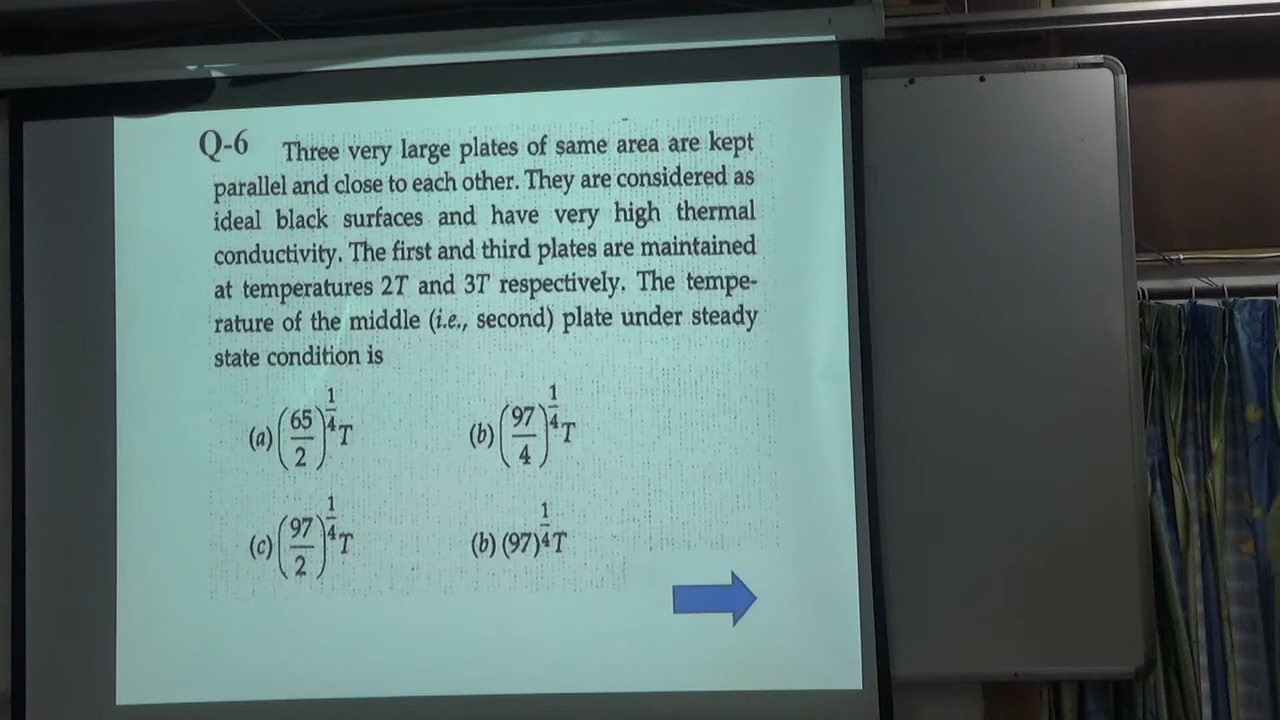 Q-6 Three very large plates of same area are kept
parallel and close to each other. They are considered as
ideal black surfaces and have very high thermal
conductivity. The first and third plates are maintained
at temperatures 2T and 3T respectively. The tempe-
rature of the middle (i.e., second) plate under steady
state condition is
(a) (65/2)^(1/4) T (b) (97/4)^(1/4) T
(c) (97/2)^(1/4) T (b) (97)^(1/4) T